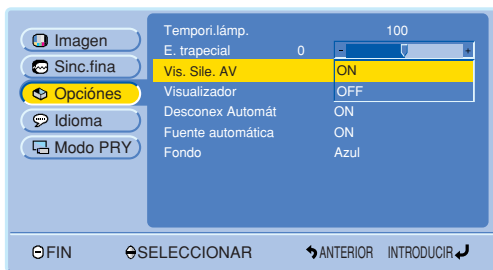 Imagen
Sinc.fina
Opciónes
Idioma
Modo PRY
Tempori.lámp. 100
E. trapecial 0 - +
Vis. Sile. AV ON
Visualizador OFF
Desconex Automát ON
Fuente automática ON
Fondo Azul
FIN SELECCIONAR ANTERIOR INTRODUCIR